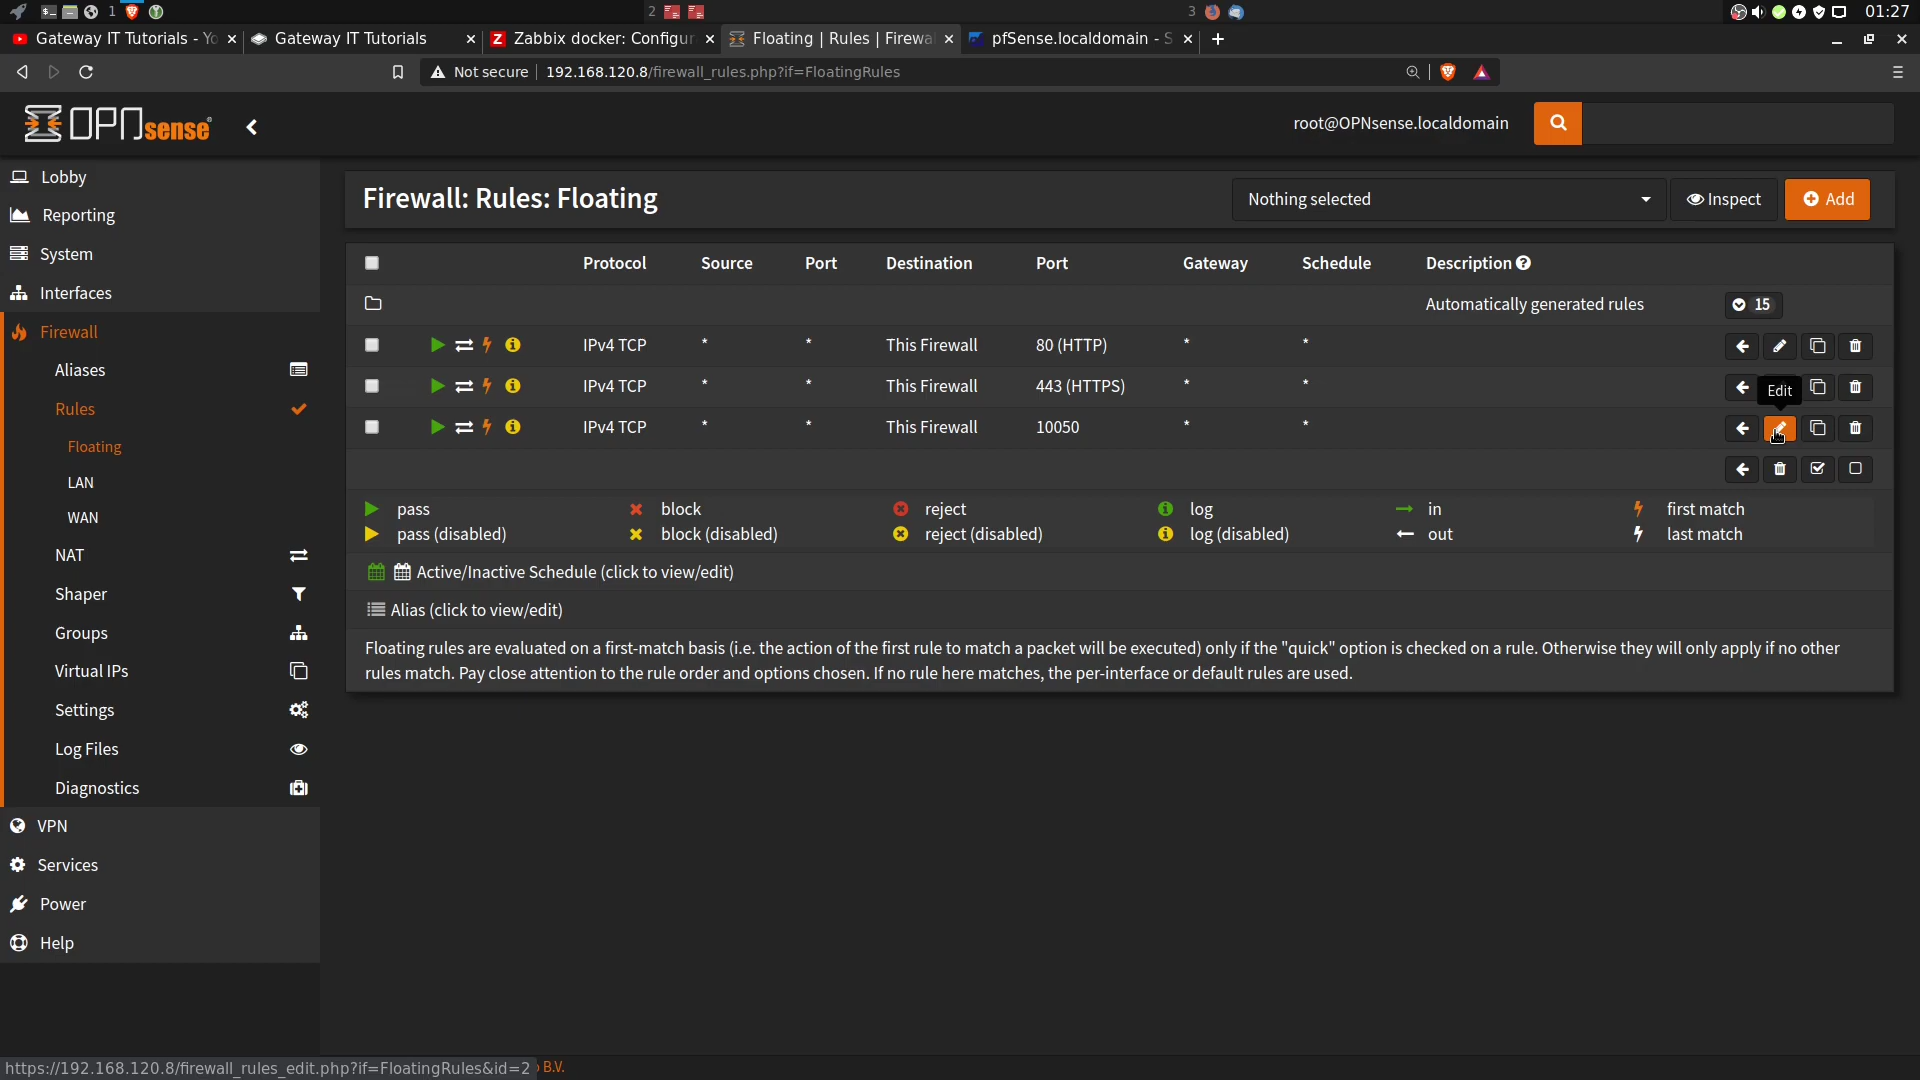 1
2
3
01:27
Gateway IT Tutorials - Yo
Gateway IT Tutorials
Zabbix docker: Configur
Floating | Rules | Firewal
pfSense.localdomain - S
Not secure
192.168.120.8/firewall_rules.php?if=FloatingRules
OPNsense
root@OPNsense.localdomain
Lobby
Reporting
System
Interfaces
Firewall
Aliases
Rules
Floating
LAN
WAN
NAT
Shaper
Groups
Virtual IPs
Settings
Log Files
Diagnostics
VPN
Services
Power
Help
Firewall: Rules: Floating
Nothing selected
Inspect
Add
Protocol Source Port Destination Port Gateway Schedule Description
Automatically generated rules 15
IPv4 TCP * * This Firewall 80 (HTTP) * *
IPv4 TCP * * This Firewall 443 (HTTPS) * *
Edit
IPv4 TCP * * This Firewall 10050 * *
pass block reject log in first match
pass (disabled) block (disabled) reject (disabled) log (disabled) out last match
Active/Inactive Schedule (click to view/edit)
Alias (click to view/edit)
Floating rules are evaluated on a first-match basis (i.e. the action of the first rule to match a packet will be executed) only if the "quick" option is checked on a rule. Otherwise they will only apply if no other
rules match. Pay close attention to the rule order and options chosen. If no rule here matches, the per-interface or default rules are used.
https://192.168.120.8/firewall_rules_edit.php?if=FloatingRules&id=2
B.V.